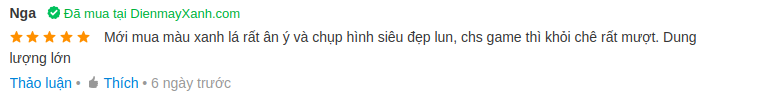 Nga Đã mua tại DienmayXanh.com
Mới mua màu xanh lá rất ân ý và chụp hình siêu đẹp lun, chs game thì khỏi chê rất mượt. Dung
lượng lớn
Thảo luận • Thích • 6 ngày trước